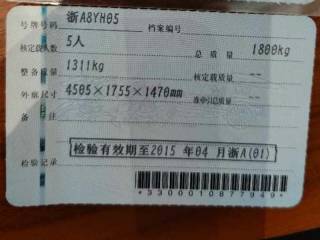 号牌号码 浙A8YH05 档案编号
核定载人数 5人 总质量 1800kg
整备质量 1311kg 核定载质量 --
外廓尺寸 4505×1755×1470mm 准牵引总质量 --
备注
检验有效期至2015 年04 月浙A(01)
检验记录
*3300010877949*